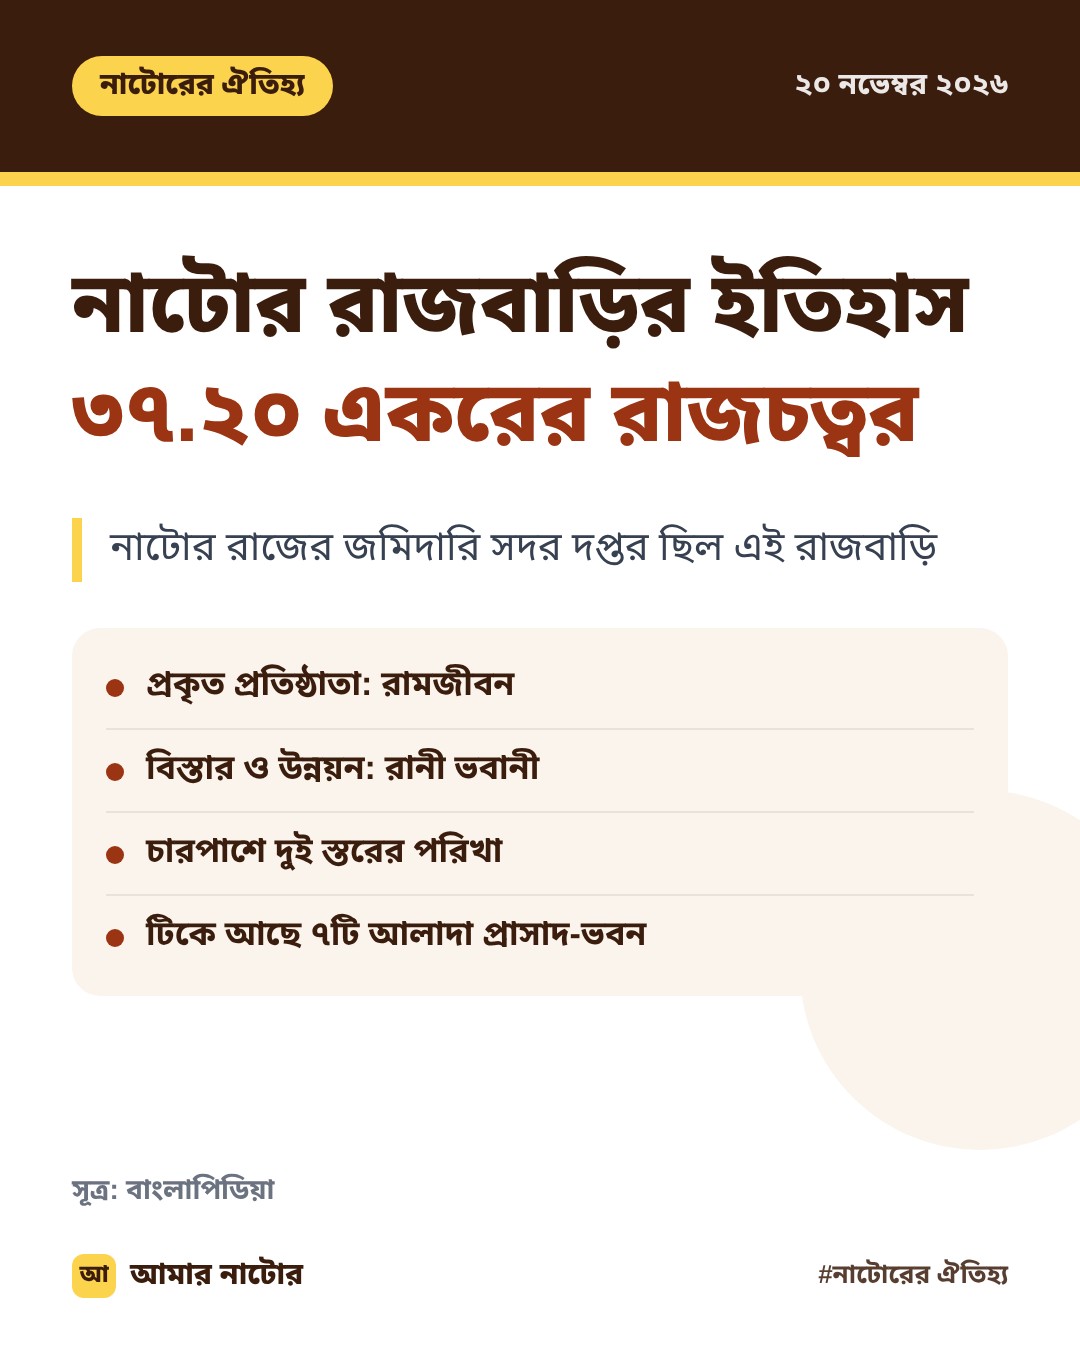 নাটোরের ঐতিহ্য
২০ নভেম্বর ২০২৬
নাটোর রাজবাড়ির ইতিহাস
৩৭.২০ একরের রাজচত্বর
নাটোর রাজের জমিদারি সদর দপ্তর ছিল এই রাজবাড়ি
প্রকৃত প্রতিষ্ঠাতা: রামজীবন
বিস্তার ও উন্নয়ন: রানী ভবানী
চারপাশে দুই স্তরের পরিখা
টিকে আছে ৭টি আলাদা প্রাসাদ-ভবন
সূত্র: বাংলাপিডিয়া
আ আমার নাটোর
#নাটোরের ঐতিহ্য